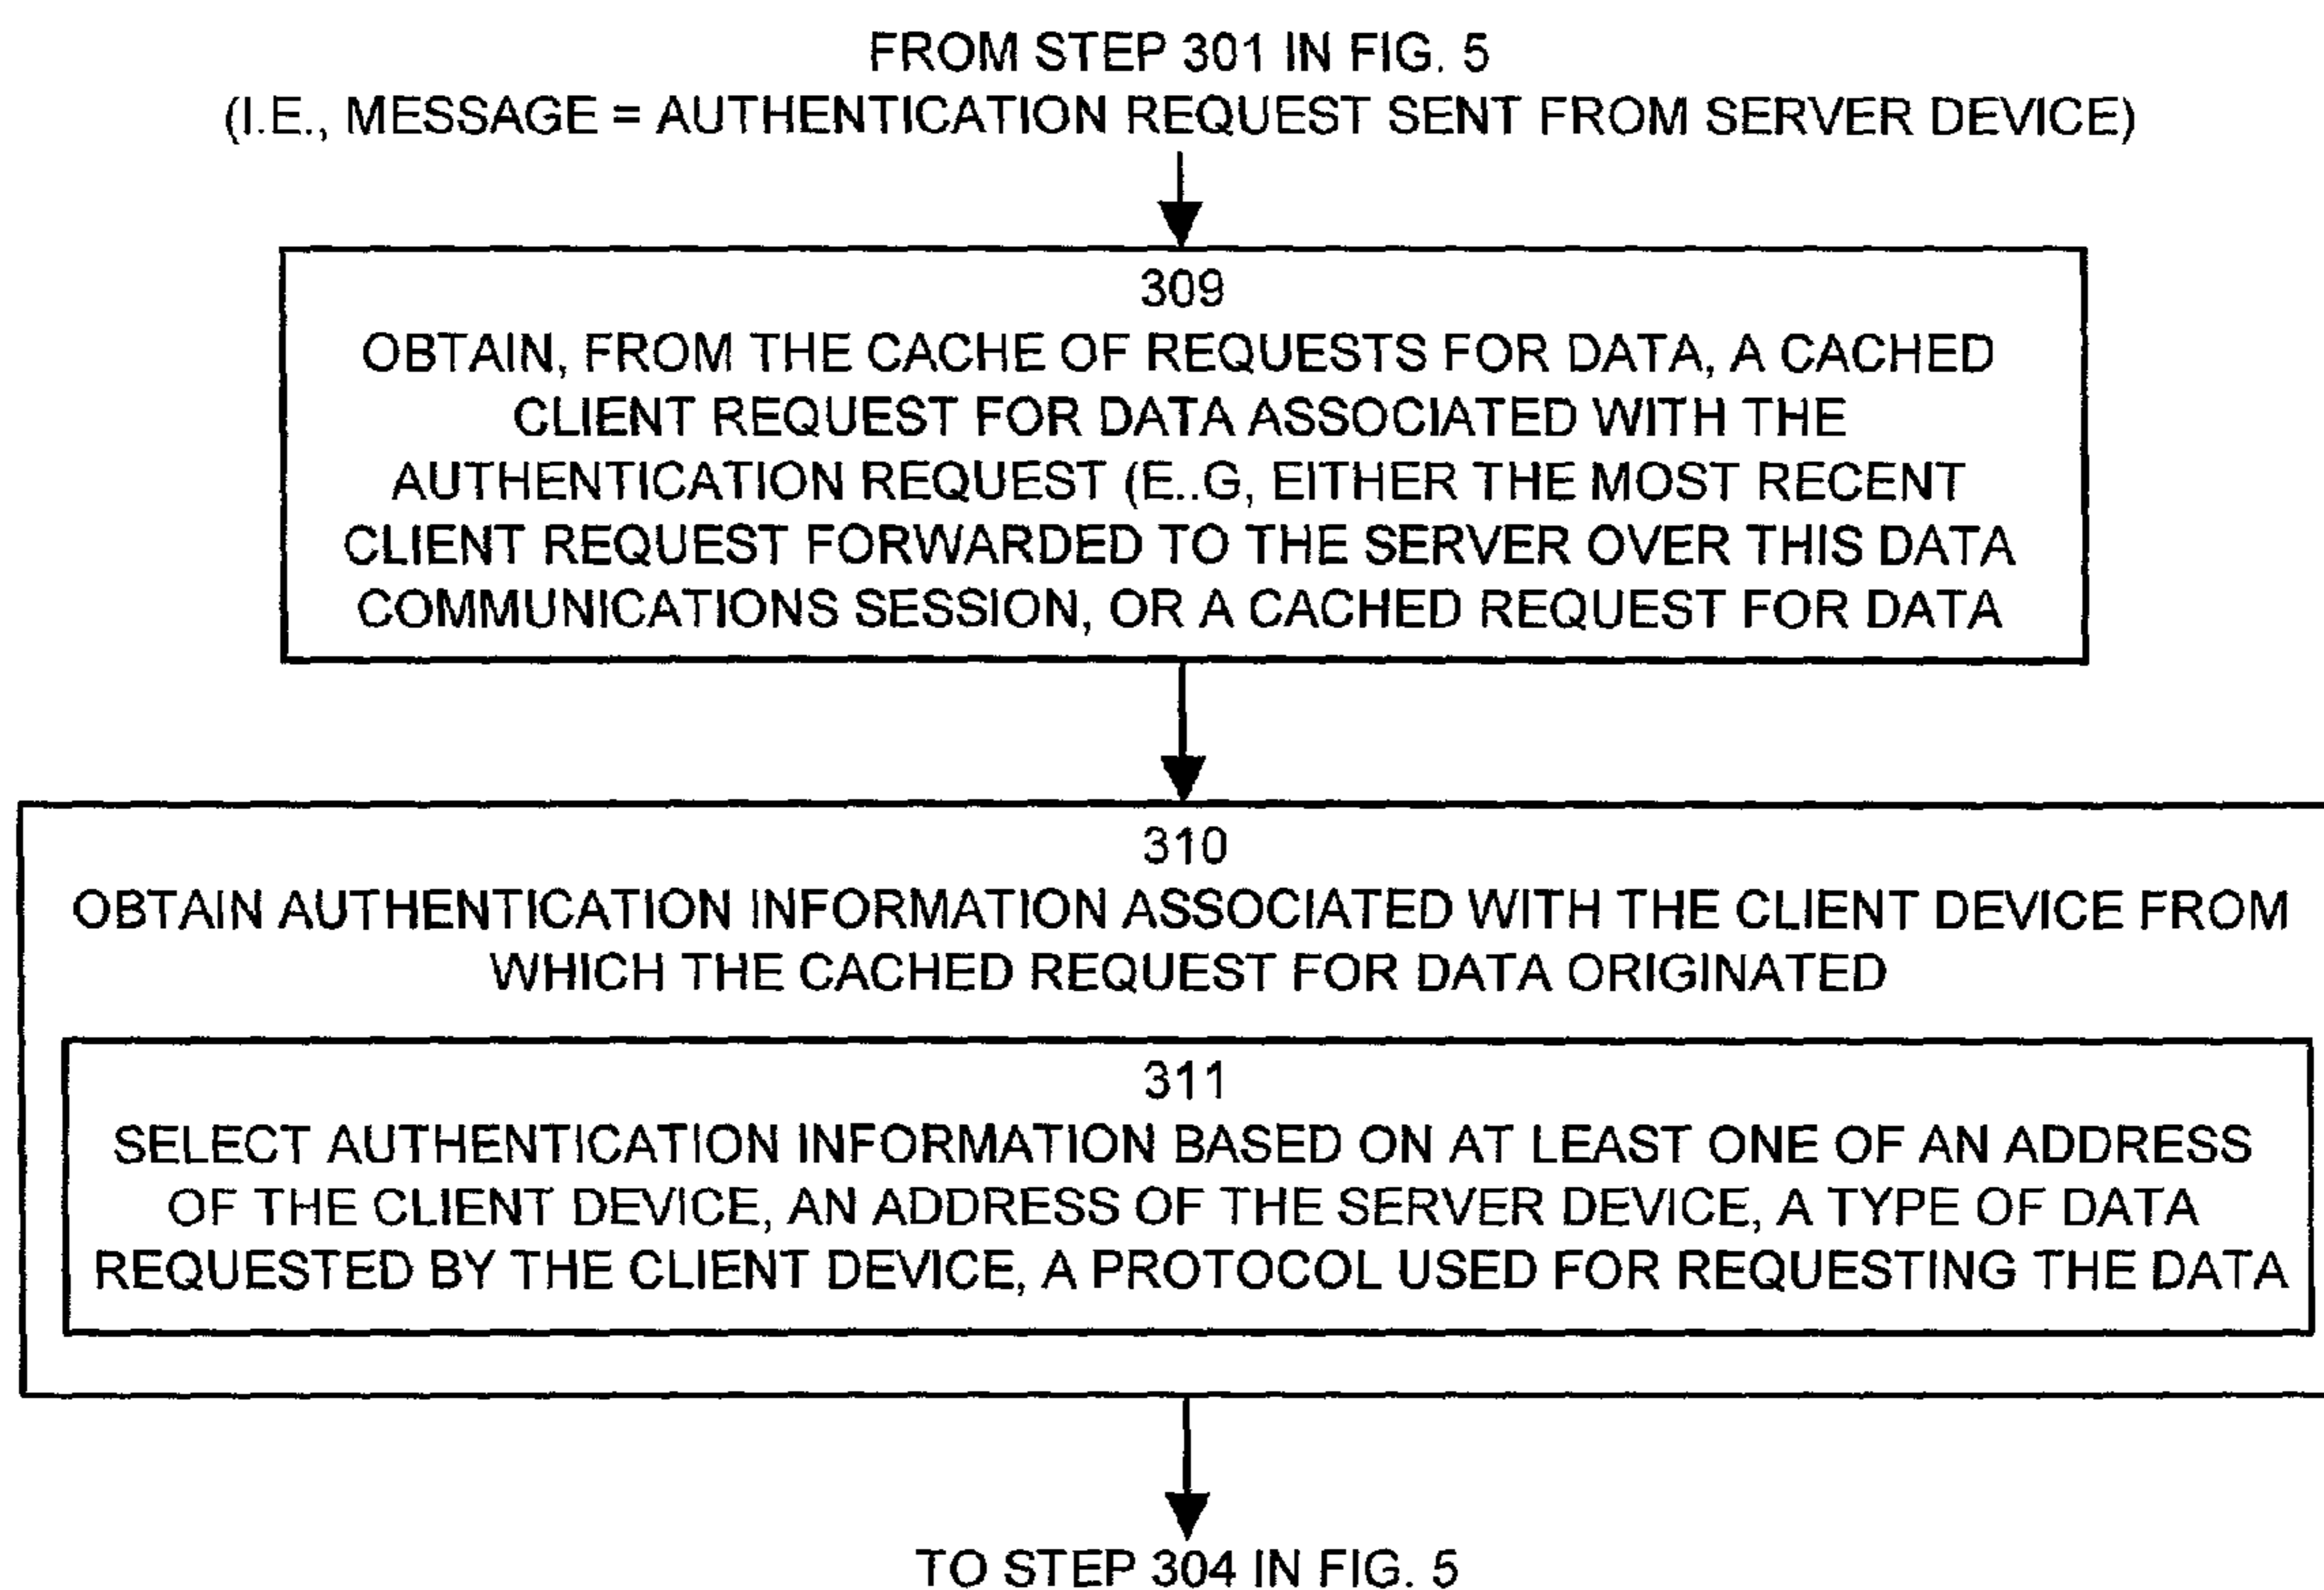 FROM STEP 301 IN FIG. 5
(I.E., MESSAGE = AUTHENTICATION REQUEST SENT FROM SERVER DEVICE)
309
OBTAIN, FROM THE CACHE OF REQUESTS FOR DATA, A CACHED
CLIENT REQUEST FOR DATA ASSOCIATED WITH THE
AUTHENTICATION REQUEST (E..G, EITHER THE MOST RECENT
CLIENT REQUEST FORWARDED TO THE SERVER OVER THIS DATA
COMMUNICATIONS SESSION, OR A CACHED REQUEST FOR DATA
310
OBTAIN AUTHENTICATION INFORMATION ASSOCIATED WITH THE CLIENT DEVICE FROM
WHICH THE CACHED REQUEST FOR DATA ORIGINATED
311
SELECT AUTHENTICATION INFORMATION BASED ON AT LEAST ONE OF AN ADDRESS
OF THE CLIENT DEVICE, AN ADDRESS OF THE SERVER DEVICE, A TYPE OF DATA
REQUESTED BY THE CLIENT DEVICE, A PROTOCOL USED FOR REQUESTING THE DATA
TO STEP 304 IN FIG. 5